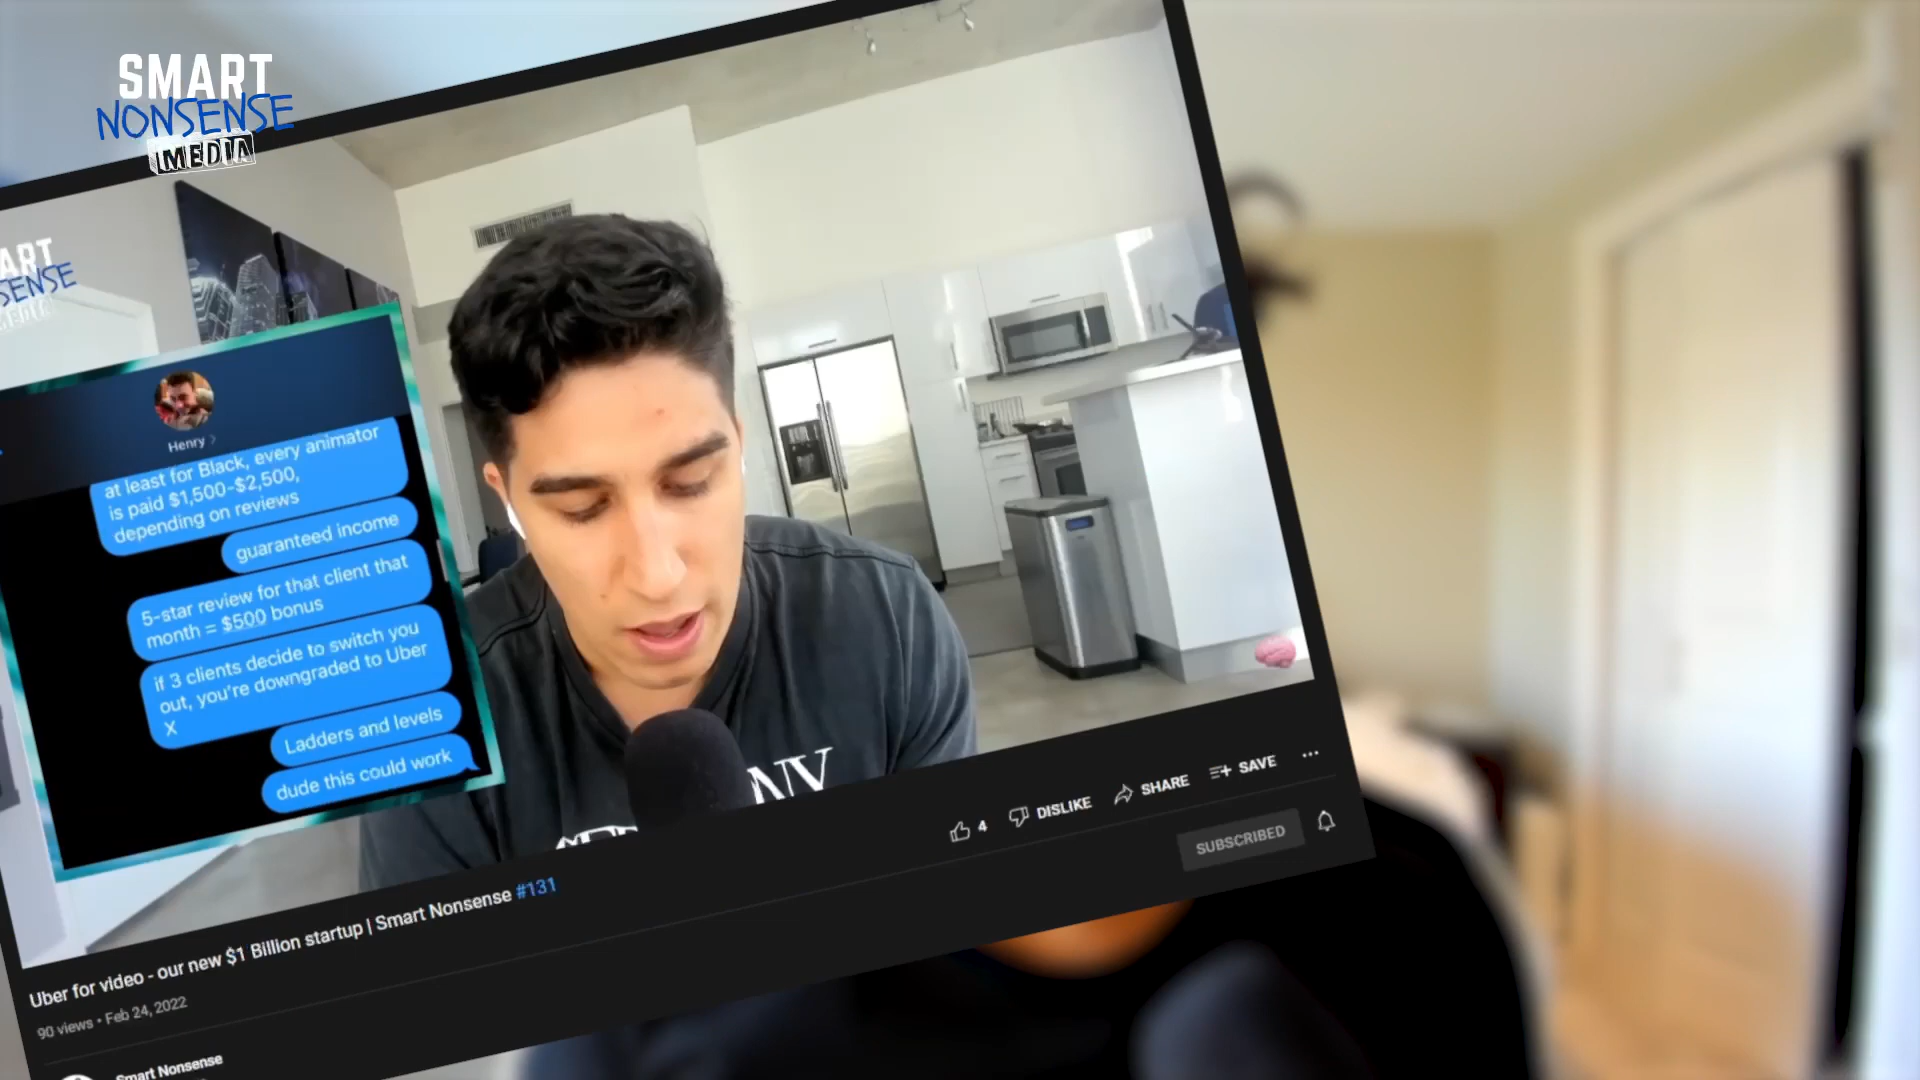 SMART
NONSENSE
MEDIA
ART
SENSE
MEDIA
Henry
at least for Black, every animator
is paid $1,500-$2,500,
depending on reviews
guaranteed income
5-star review for that client that
month = $500 bonus
if 3 clients decide to switch you
out, you're downgraded to Uber
X
Ladders and levels
dude this could work
NV
4 DISLIKE SHARE SAVE
SUBSCRIBED
Uber for video - our new $1 Billion startup | Smart Nonsense #131
90 views • Feb 24, 2022
Smart Nonsense